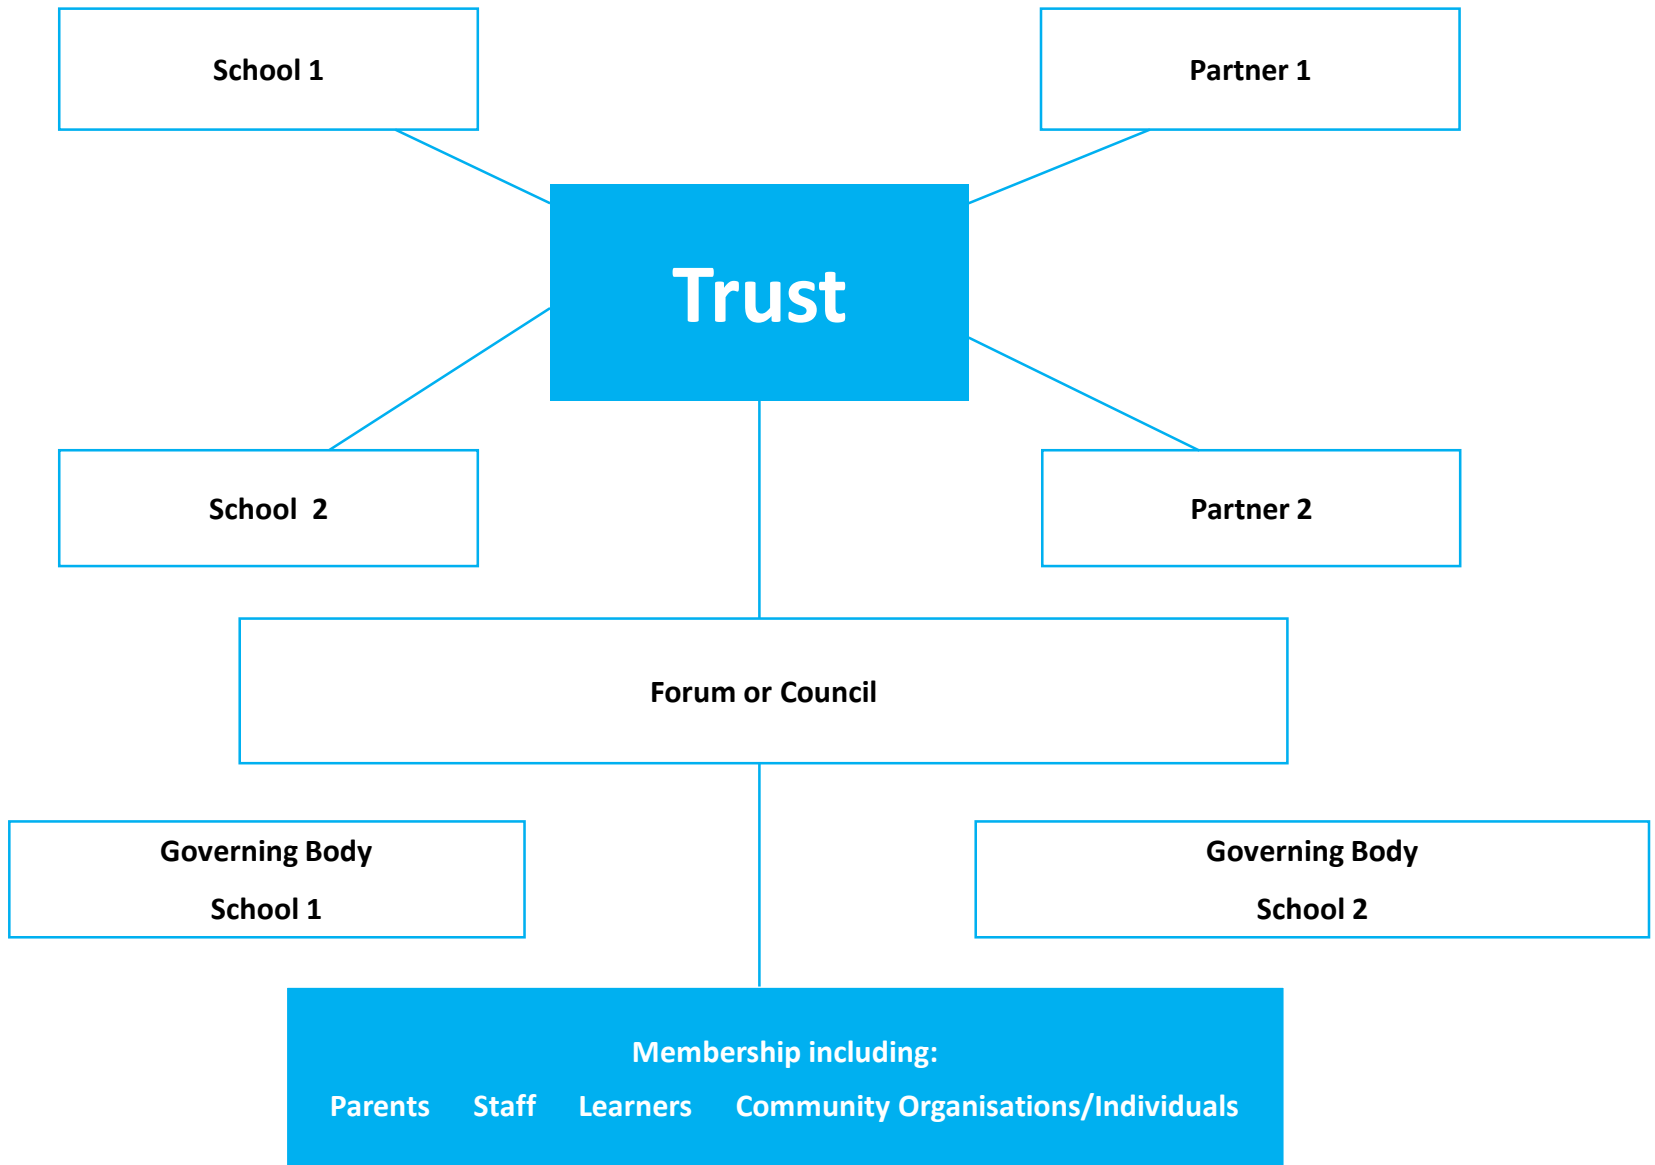 School 1
Partner 1
Trust
School  2
Partner 2
Forum or Council
Governing Body
School 1
Governing Body
School 2
Membership including:
Parents Staff Learners Community Organisations/Individuals